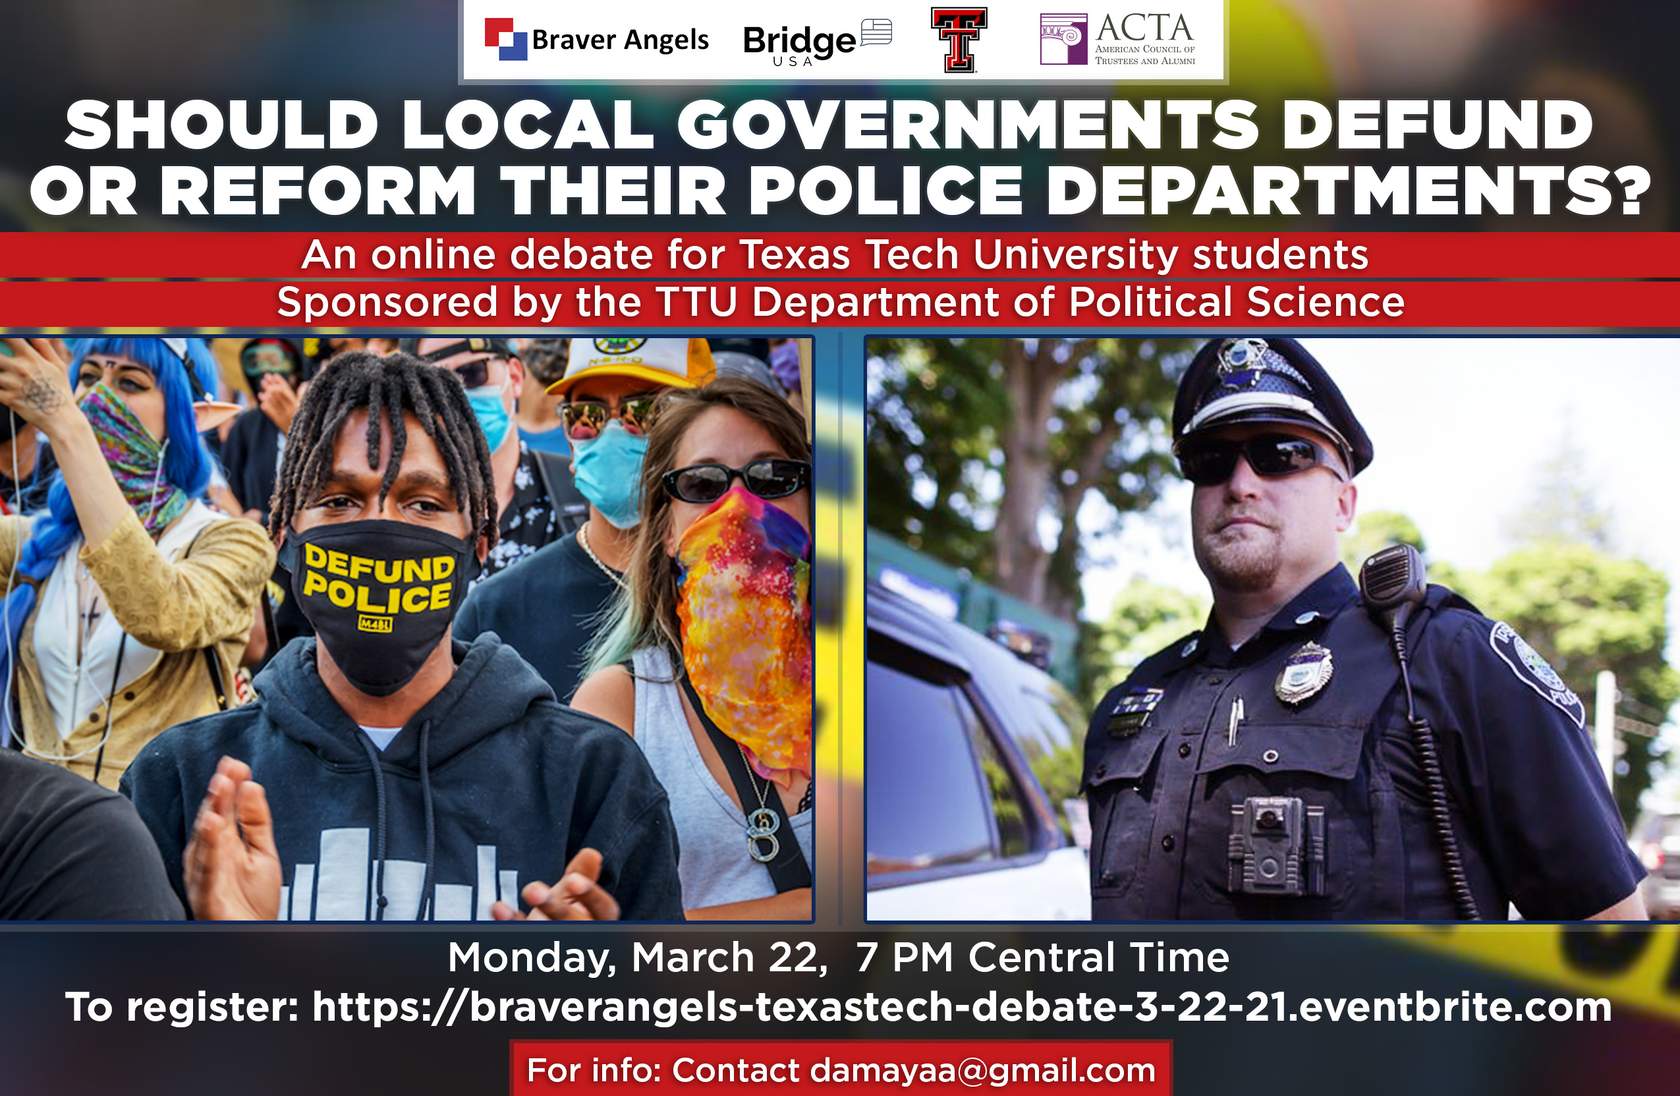 Braver Angels
Bridge
USA
ACTA
AMERICAN COUNCIL OF
TRUSTEES AND ALUMNI
SHOULD LOCAL GOVERNMENTS DEFUND
OR REFORM THEIR POLICE DEPARTMENTS?
An online debate for Texas Tech University students
Sponsored by the TTU Department of Political Science
DEFUND
POLICE
M4BL
Monday, March 22, 7 PM Central Time
To register: https://braverangels-texastech-debate-3-22-21.eventbrite.com
For info: Contact damayaa@gmail.com